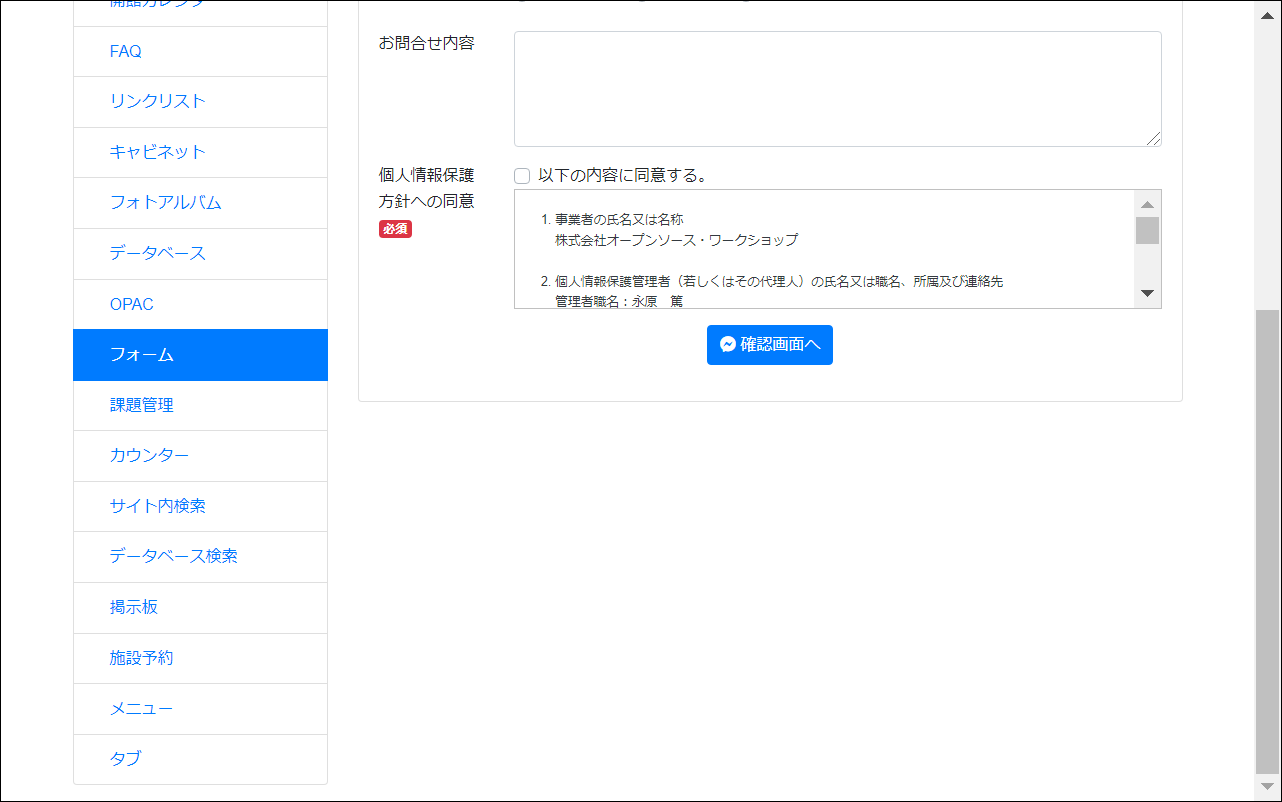 FAQ
リンクリスト
キャビネット
フォトアルバム
データベース
OPAC
フォーム
課題管理
カウンター
サイト内検索
データベース検索
掲示板
施設予約
メニュー
タブ
お問合せ内容
個人情報保護
方針への同意
必須
以下の内容に同意する。
1. 事業者の氏名又は名称
株式会社オープンソース・ワークショップ
2. 個人情報保護管理者（若しくはその代理人）の氏名又は職名、所属及び連絡先
管理者職名：永原　篤
確認画面へ